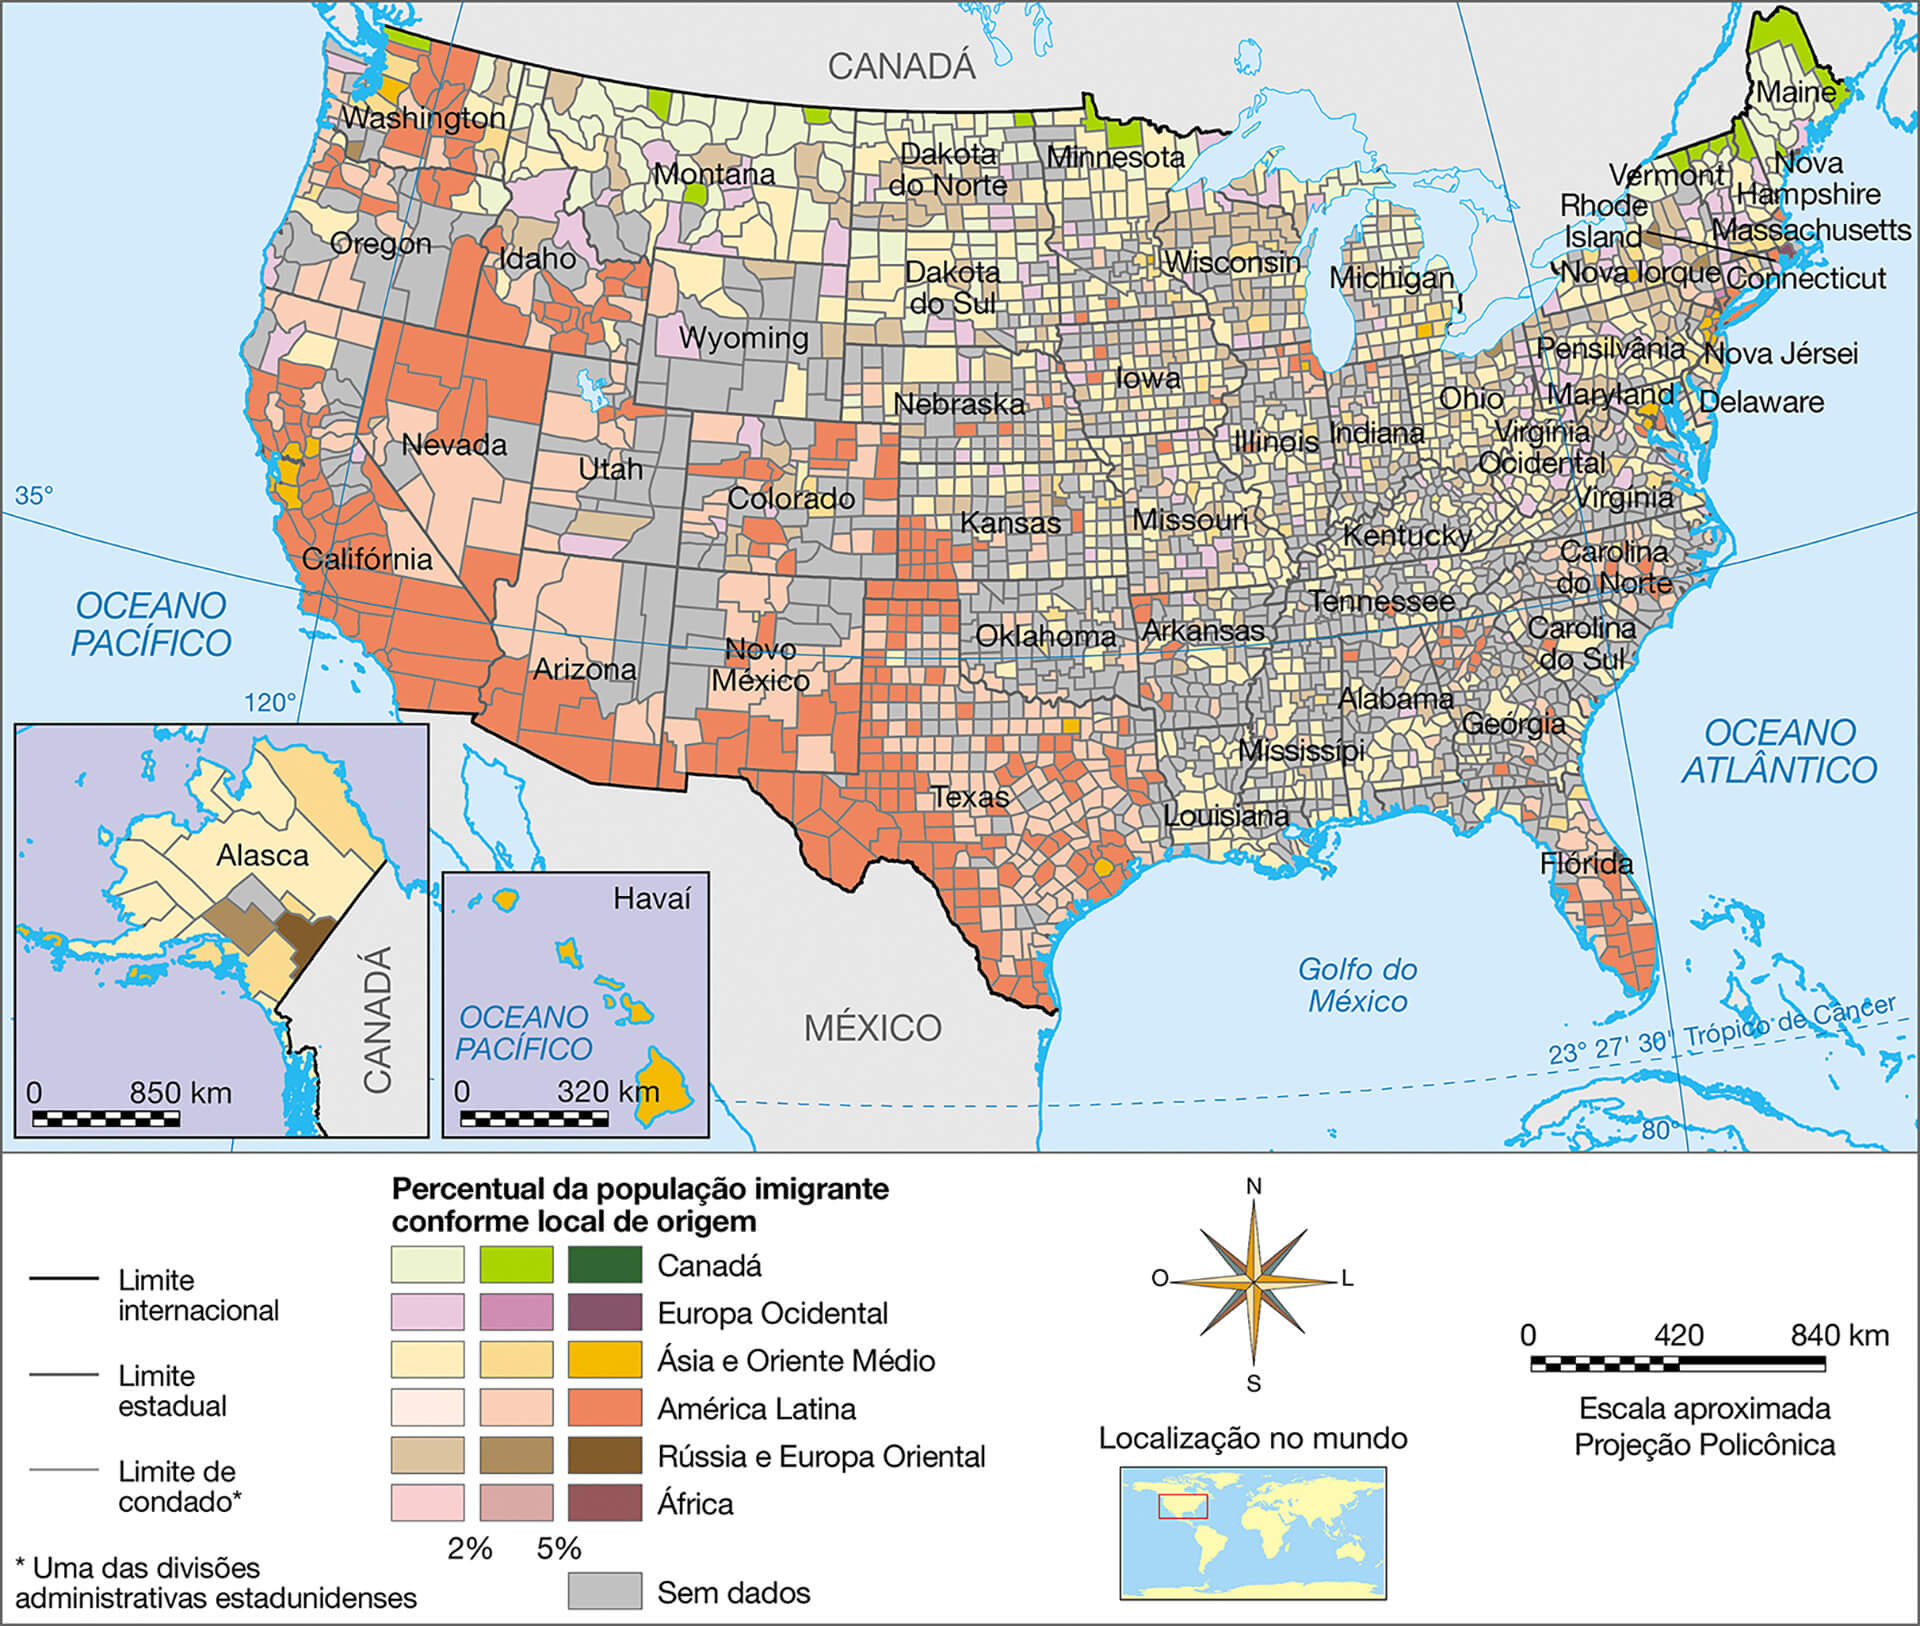 CANADÁ
Washington
Montana
Dakota
do Norte
Minnesota
Maine
Vermont
Nova
Hampshire
Rhode
Island
Massachusetts
Oregon
Idaho
Dakota
do Sul
Wisconsin
Michigan
Nova Iorque
Connecticut
Wyoming
Iowa
Pensilvânia
Nova Jérsei
Nebraska
Ohio
Maryland
Delaware
Nevada
Utah
Colorado
Illinois
Indiana
Virgínia
Ocidental
Virgínia
35°
Califórnia
Kansas
Missouri
Kentucky
Carolina
do Norte
OCEANO
PACÍFICO
Arizona
Novo
México
Oklahoma
Arkansas
Tennessee
Carolina
do Sul
120°
Alabama
Geórgia
Mississípi
OCEANO
ATLÂNTICO
Texas
Louisiana
Flórida
Alasca
CANADÁ
0 850 km
Havaí
OCEANO
PACÍFICO
0 320 km
MÉXICO
Golfo do
México
23° 27' 30" Trópico de Câncer
80°
Limite
internacional
Limite
estadual
Limite de
condado*
* Uma das divisões
administrativas estadunidenses
Percentual da população imigrante
conforme local de origem
Canadá
Europa Ocidental
Ásia e Oriente Médio
América Latina
Rússia e Europa Oriental
África
2% 5%
Sem dados
N
O
L
S
Localização no mundo
0 420 840 km
Escala aproximada
Projeção Policônica